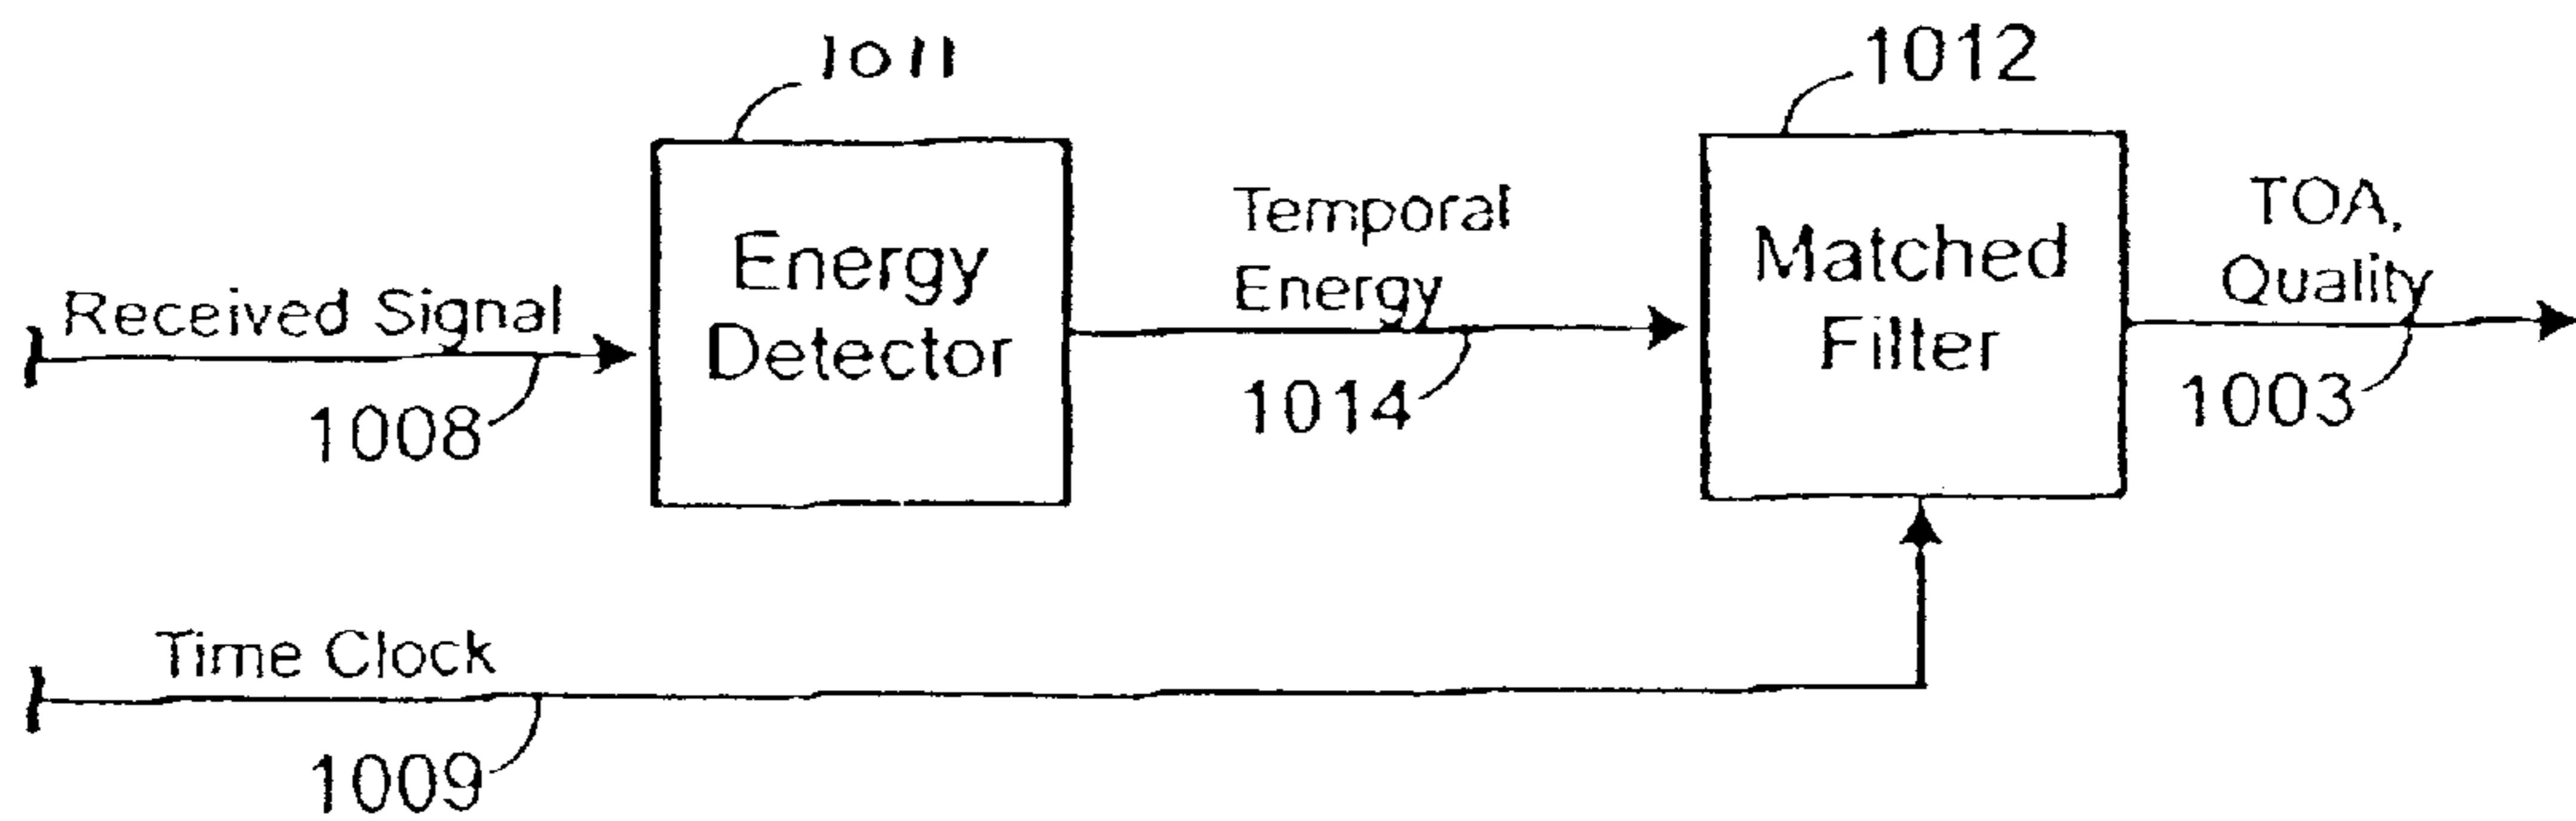 1011
1012
Temporal
Energy
TOA,
Quality
Energy
Detector
Matched
Filter
Received Signal
1008
1014
1003
Time Clock
1009